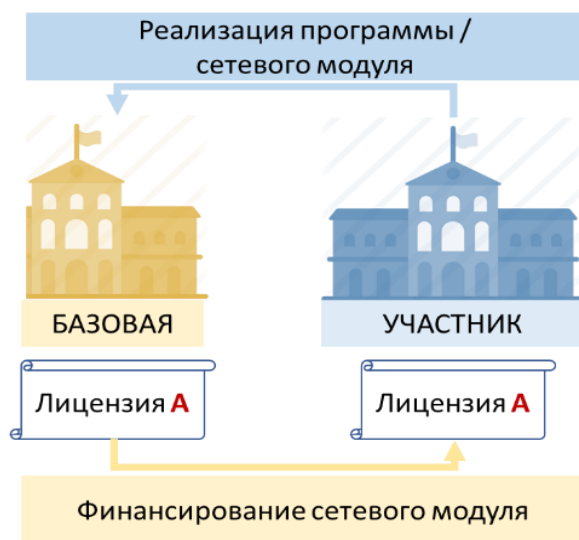 Реализация программы /
сетевого модуля
БАЗОВАЯ
УЧАСТНИК
Лицензия А
Лицензия А
Финансирование сетевого модуля